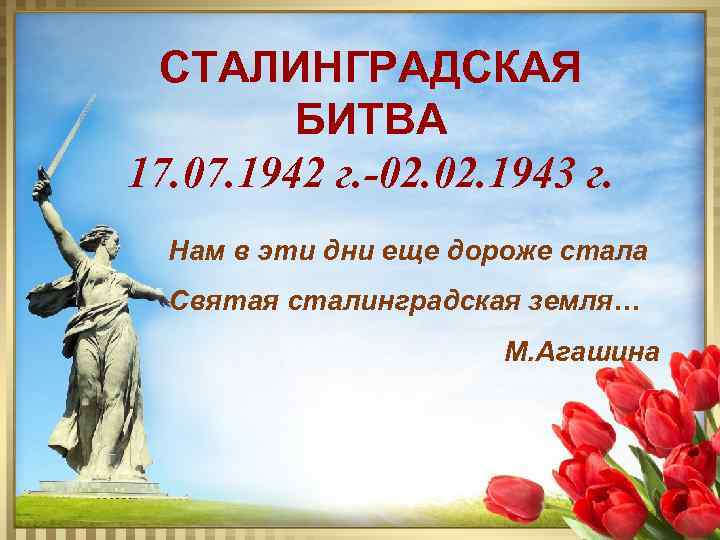 СТАЛИНГРАДСКАЯ
БИТВА
17.07.1942 г.-02.02.1943 г.
Нам в эти дни еще дороже стала
Святая сталинградская земля…
М.Агашина